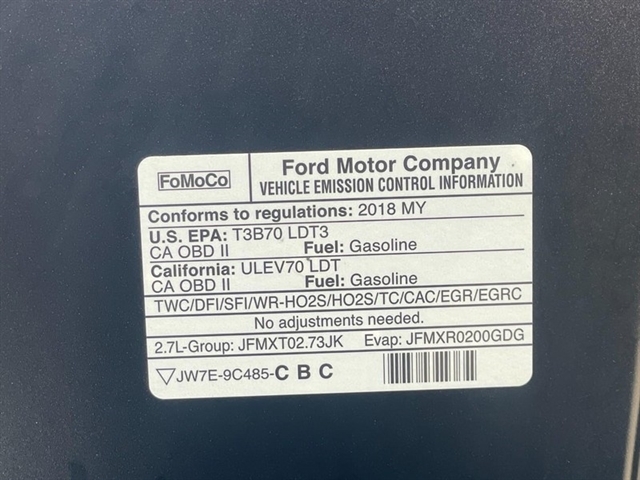 FoMoCo
Ford Motor Company
VEHICLE EMISSION CONTROL INFORMATION
Conforms to regulations: 2018 MY
U.S. EPA: T3B70 LDT3
CA OBD II Fuel: Gasoline
California: ULEV70 LDT
CA OBD II Fuel: Gasoline
TWC/DFI/SFI/WR-HO2S/HO2S/TC/CAC/EGR/EGRC
No adjustments needed.
2.7L-Group: JFMXT02.73JK Evap: JFMXR0200GDG
JW7E-9C485-CBC